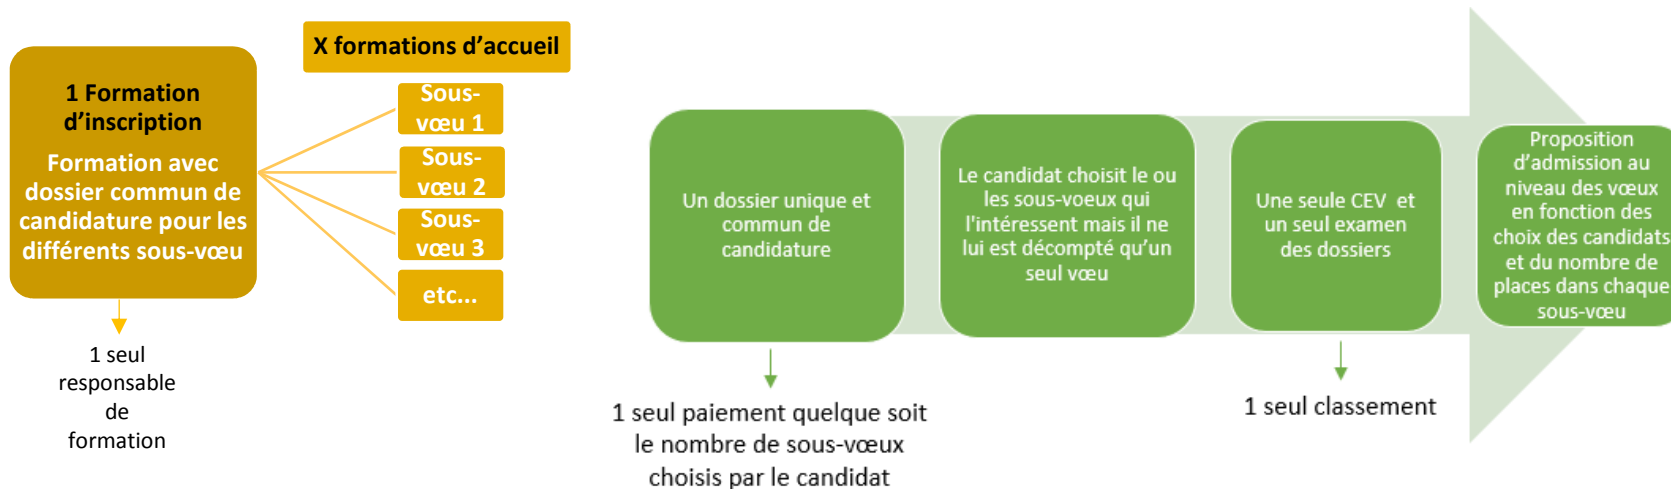 1 Formation
d’inscription
Formation avec
dossier commun de
candidature pour les
différents sous-vœu
1 seul
responsable
de
formation
X formations d’accueil
Sous-
vœu 1
Sous-
vœu 2
Sous-
vœu 3
etc...
Un dossier unique et
commun de
candidature
1 seul paiement quelque soit
le nombre de sous-vœux
choisis par le candidat
Le candidat choisit le ou
les sous-voeux qui
l'intéressent mais il ne
lui est décompté qu’un
seul vœu
Une seule CEV et
un seul examen
des dossiers
1 seul classement
Proposition
d’admission au
niveau des vœux
en fonction des
choix des candidats
et du nombre de
places dans chaque
sous-vœu